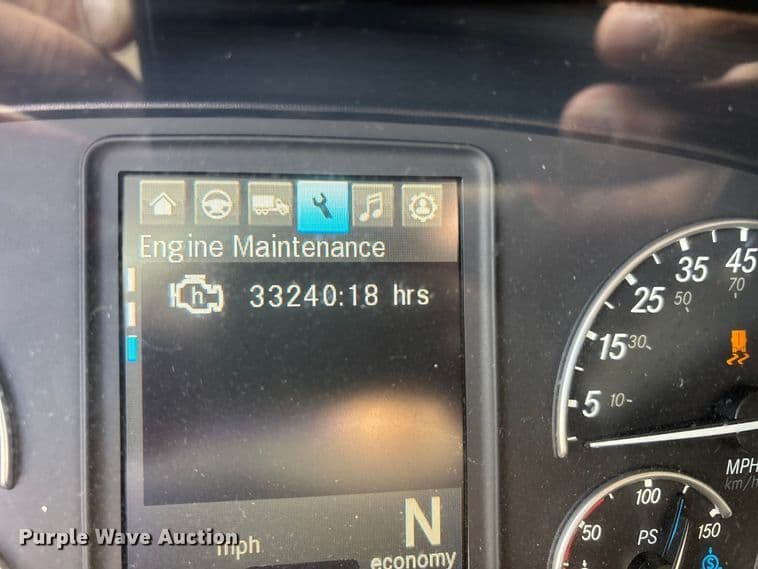 Engine Maintenance
h 33240:18 hrs
45
35
70
25
50
15
30
5
10
MPH
km/h
100
50
PS
150
S
N
mph
economy
Purple Wave Auction